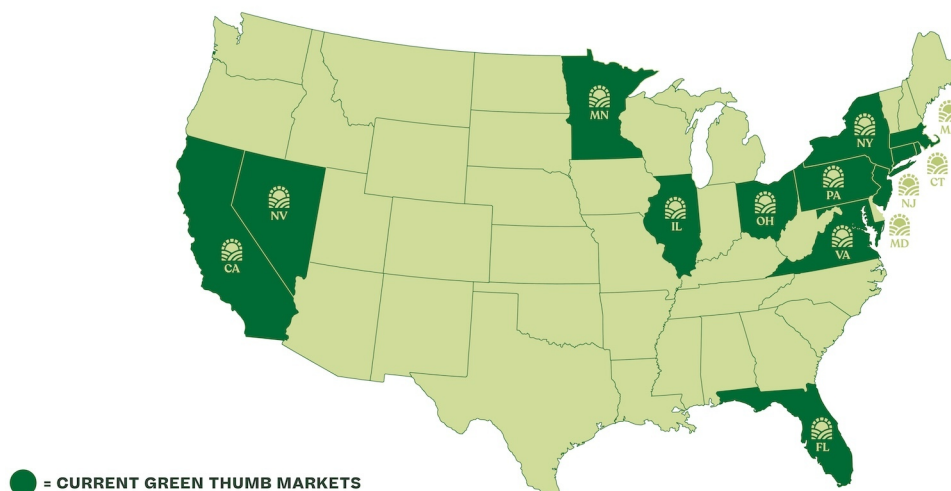 MN
NY
M
CT
PA
NJ
NV
OH
IL
MD
VA
CA
FL
= CURRENT GREEN THUMB MARKETS